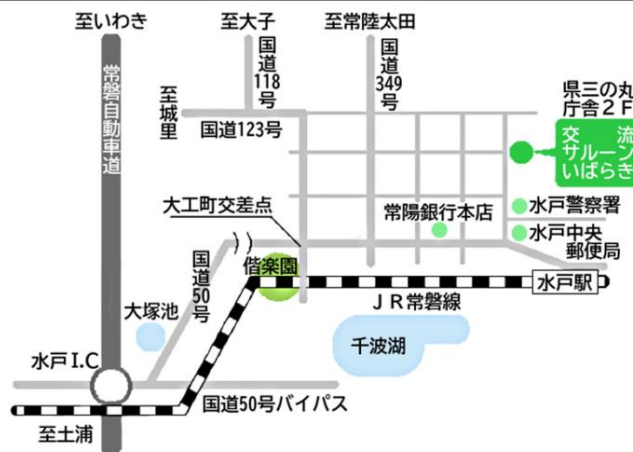 至いわき
至大子
至常陸太田
国道118号
国道349号
常磐自動車道
至城里
国道123号
県三の丸
庁舎2F
交 流
サルーン
いばらき
大工町交差点
常陽銀行本店
水戸警察署
水戸中央
郵便局
国道50号
偕楽園
水戸駅
JR常磐線
大塚池
千波湖
水戸I.C
国道50号バイパス
至土浦